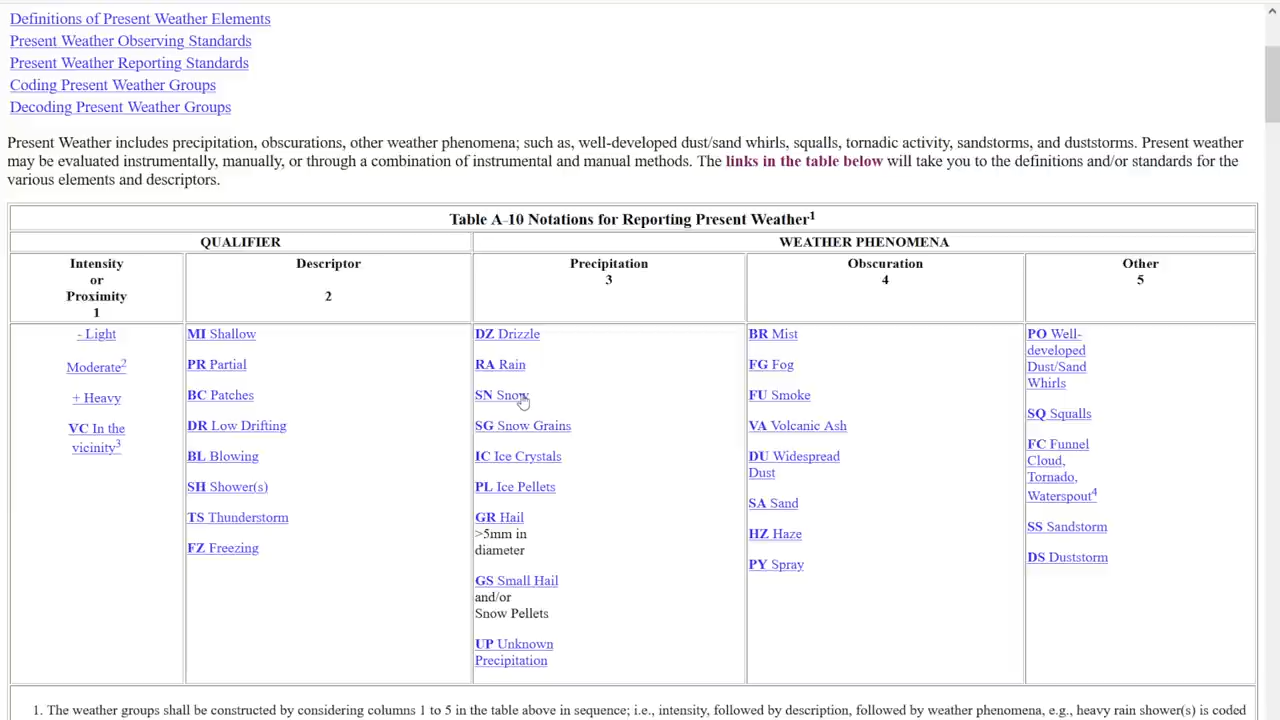 Definitions of Present Weather Elements
Present Weather Observing Standards
Present Weather Reporting Standards
Coding Present Weather Groups
Decoding Present Weather Groups
Present Weather includes precipitation, obscurations, other weather phenomena; such as, well-developed dust/sand whirls, squalls, tornadic activity, sandstorms, and duststorms. Present weather
may be evaluated instrumentally, manually, or through a combination of instrumental and manual methods. The links in the table below will take you to the definitions and/or standards for the
various elements and descriptors.
Table A-10 Notations for Reporting Present Weather1
QUALIFIER
WEATHER PHENOMENA
Intensity
or
Proximity
1
Descriptor
2
Precipitation
3
Obscuration
4
Other
5
- Light
Moderate2
+ Heavy
VC In the
vicinity3
MI Shallow
PR Partial
BC Patches
DR Low Drifting
BL Blowing
SH Shower(s)
TS Thunderstorm
FZ Freezing
DZ Drizzle
RA Rain
SN Snow
SG Snow Grains
IC Ice Crystals
PL Ice Pellets
GR Hail
>5mm in
diameter
GS Small Hail
and/or
Snow Pellets
UP Unknown
Precipitation
BR Mist
FG Fog
FU Smoke
VA Volcanic Ash
DU Widespread
Dust
SA Sand
HZ Haze
PY Spray
PO Well-
developed
Dust/Sand
Whirls
SQ Squalls
FC Funnel
Cloud,
Tornado,
Waterspout4
SS Sandstorm
DS Duststorm
1. The weather groups shall be constructed by considering columns 1 to 5 in the table above in sequence; i.e., intensity, followed by description, followed by weather phenomena, e.g., heavy rain shower(s) is coded